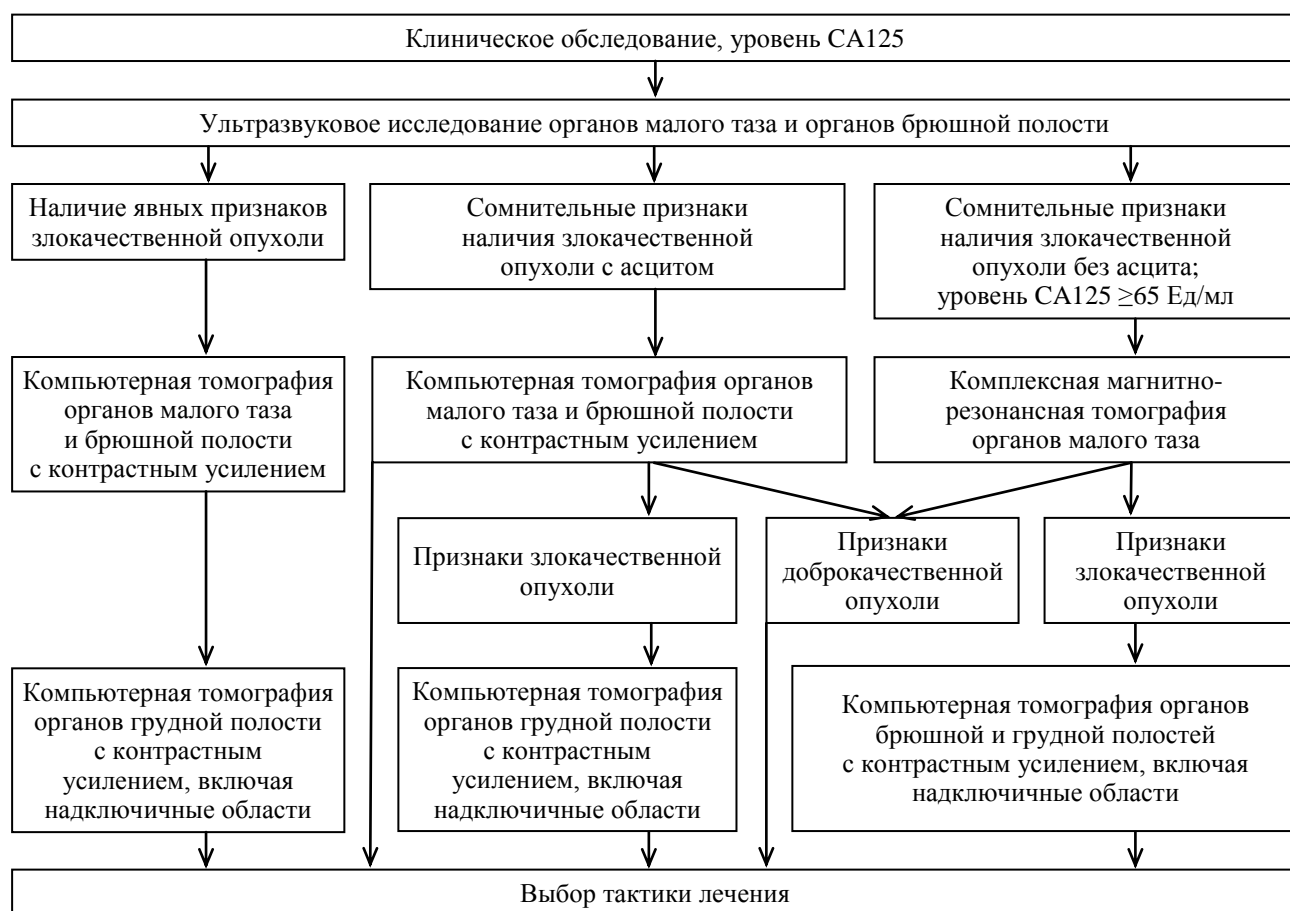 Клиническое обследование, уровень СА125
Ультразвуковое исследование органов малого таза и органов брюшной полости
Наличие явных признаков
злокачественной опухоли
Сомнительные признаки
наличия злокачественной
опухоли с асцитом
Сомнительные признаки
наличия злокачественной
опухоли без асцита;
уровень СА125 ≥65 Ед/мл
Компьютерная томография
органов малого таза
и брюшной полости
с контрастным усилением
Компьютерная томография органов
малого таза и брюшной полости
с контрастным усилением
Комплексная магнитно-
резонансная томография
органов малого таза
Признаки злокачественной
опухоли
Признаки
доброкачественной
опухоли
Признаки
злокачественной
опухоли
Компьютерная томография
органов грудной полости
с контрастным
усилением, включая
надключичные области
Компьютерная томография
органов грудной полости
с контрастным
усилением, включая
надключичные области
Компьютерная томография органов
брюшной и грудной полостей
с контрастным усилением, включая
надключичные области
Выбор тактики лечения